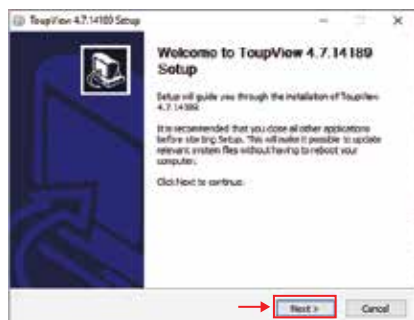 ToupView 4.7.14189 Setup
Welcome to ToupView 4.7.14189
Setup
Setup will guide you through the installation of ToupView
4.7.14189.
It is recommended that you close all other applications
before starting Setup. This will make it possible to update
relevant system files without having to reboot your
computer.
Click Next to continue.
Next >
Cancel